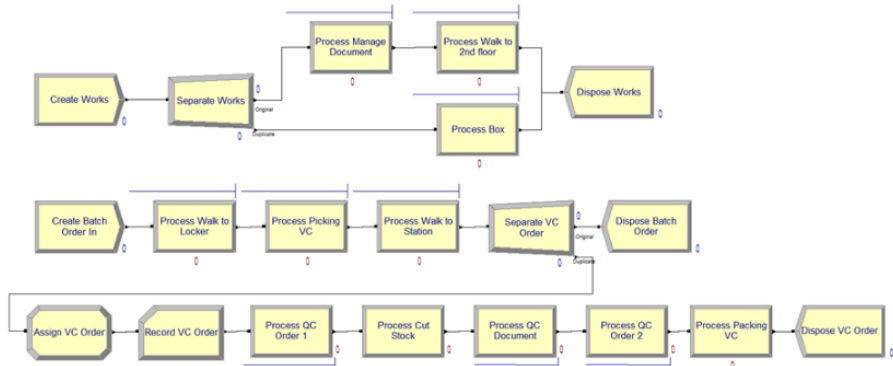 Process Manage
Document
Process Walk to
2nd floor
0
0
Create Works
0
Separate Works
0
Original
0
Duplicate
Process Box
0
Dispose Works
0
Create Batch
Order In
0
Process Walk to
Locker
0
Process Picking
VC
0
Process Walk to
Station
0
Separate VC
Order
0
Original
0
Duplicate
Dispose Batch
Order
0
Assign VC Order
Record VC Order
Process QC
Order 1
0
Process Cut
Stock
0
Process QC
Document
0
Process QC
Order 2
0
Process Packing
VC
0
Dispose VC Order
0